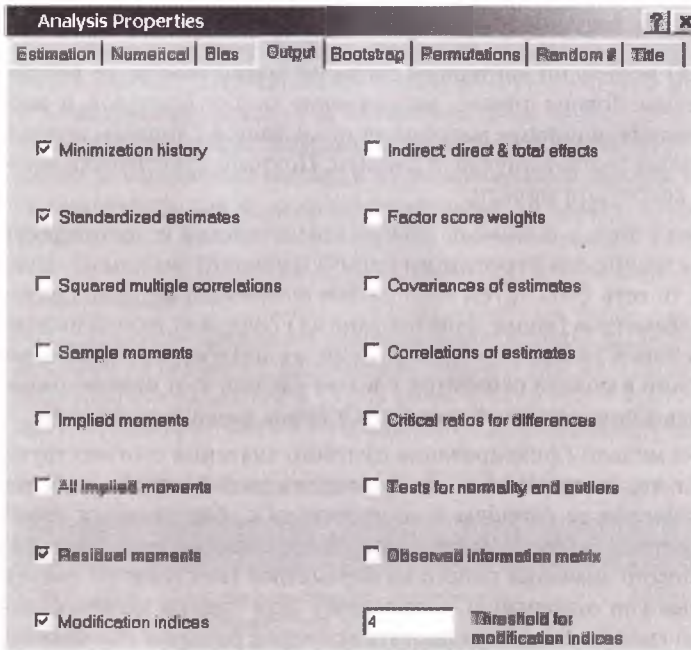 Analysis Properties
? x
Estimation Numerical Bias Output Bootstrap Permutations Random # Title
Minimization history
Indirect, direct & total effects
Standardized estimates
Factor score weights
Squared multiple correlations
Covariances of estimates
Sample moments
Correlations of estimates
Implied moments
Critical ratios for differences
All implied moments
Tests for normality and outliers
Residual moments
Observed information matrix
Modification indices
4
Threshold for
modification indices